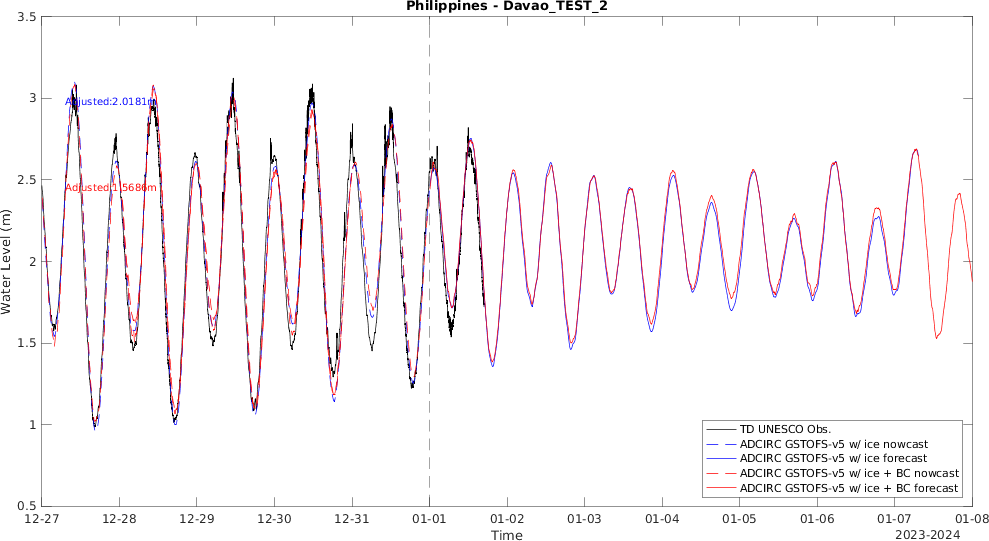 Philippines - Davao_TEST_2
3.5
3
2.5
2
1.5
1
0.5
Water Level (m)
Adjusted:2.0181m
Adjusted:1.5686m
TD UNESCO Obs.
ADCIRC GSTOFS-v5 w/ ice nowcast
ADCIRC GSTOFS-v5 w/ ice forecast
ADCIRC GSTOFS-v5 w/ ice + BC nowcast
ADCIRC GSTOFS-v5 w/ ice + BC forecast
12-27 12-28 12-29 12-30 12-31 01-01 01-02 01-03 01-04 01-05 01-06 01-07 01-08
Time
2023-2024